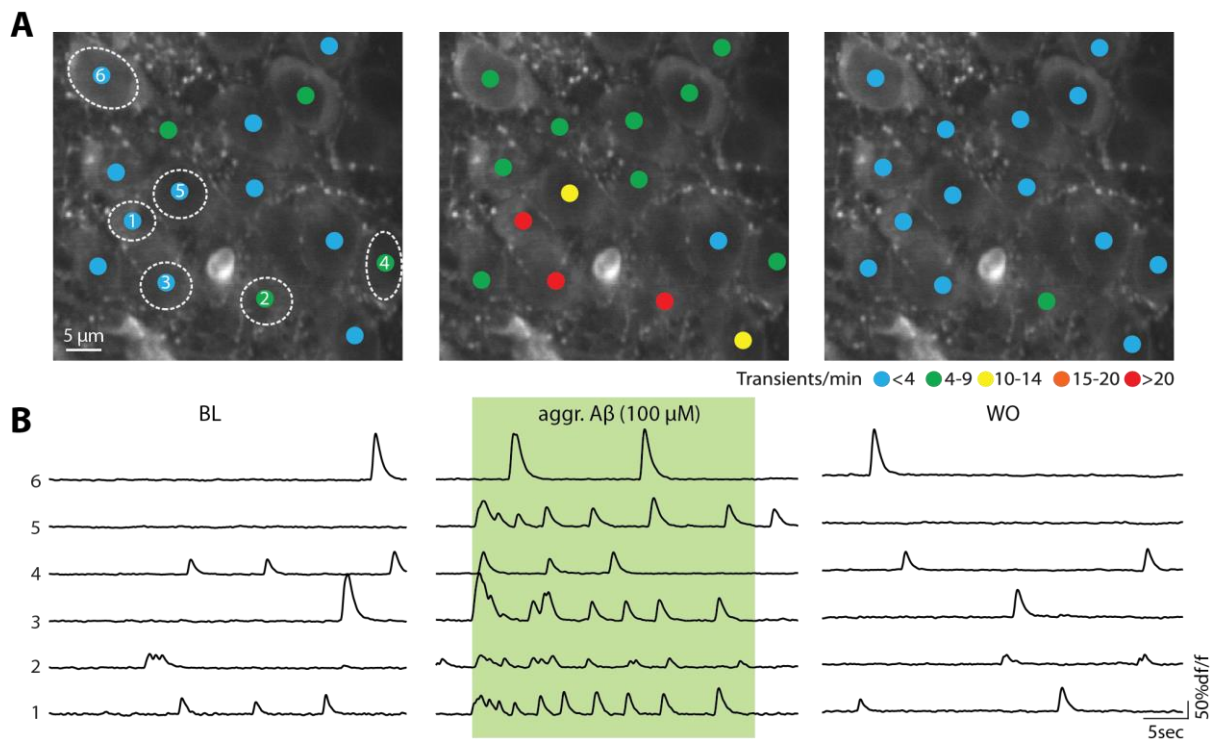 A
6
5
1
4
3
2
5 µm
Transients/min <4 4-9 10-14 15-20 >20
B
BL aggr. Aβ (100 µM) WO
6
5
4
3
2
1
50%df/f
5sec